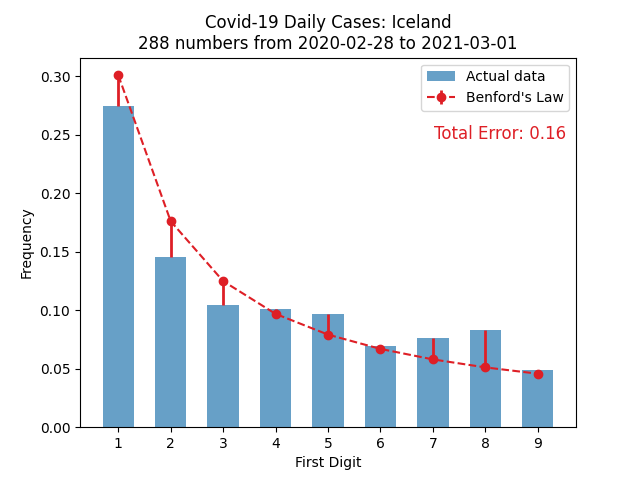 Covid-19 Daily Cases: Iceland
288 numbers from 2020-02-28 to 2021-03-01
Actual data
Benford's Law
Total Error: 0.16
Frequency
0.30
0.25
0.20
0.15
0.10
0.05
0.00
1 2 3 4 5 6 7 8 9
First Digit